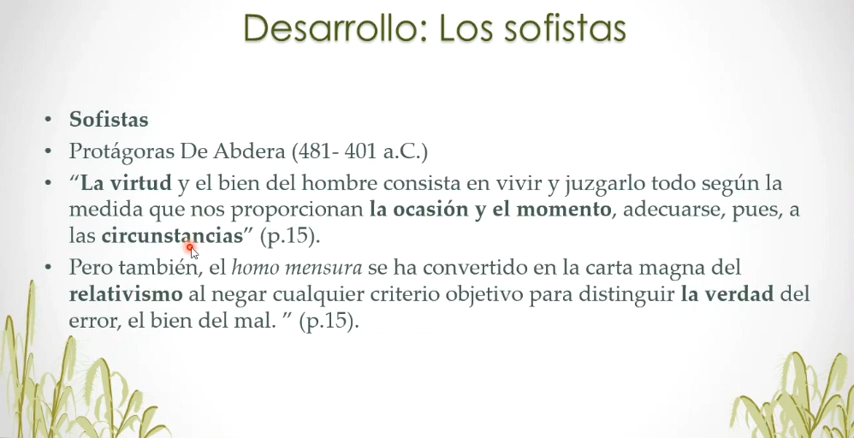 Desarrollo: Los sofistas
• Sofistas
• Protágoras De Abdera (481- 401 a.C.)
• “La virtud y el bien del hombre consista en vivir y juzgarlo todo según la
medida que nos proporcionan la ocasión y el momento, adecuarse, pues, a
las circunstancias” (p.15).
• Pero también, el homo mensura se ha convertido en la carta magna del
relativismo al negar cualquier criterio objetivo para distinguir la verdad del
error, el bien del mal. ” (p.15).